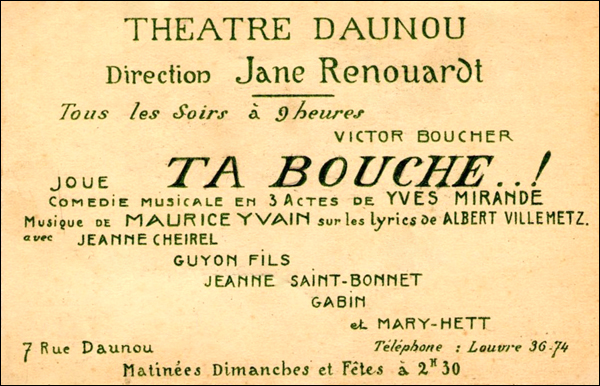 THEATRE DAUNOU
Direction Jane Renouardt
Tous les Soirs à 9 heures
VICTOR BOUCHER
JOUE TA BOUCHE..!
COMEDIE MUSICALE EN 3 ACTES DE YVES MIRANDE
Musique DE MAURICE YVAIN sur les lyrics de ALBERT VILLEMETZ.
avec JEANNE CHEIREL
GUYON FILS
JEANNE SAINT-BONNET
GABIN
et MARY-HETT
7 Rue Daunou Téléphone : Louvre 36-74
Matinées Dimanches et Fêtes à 2H 30